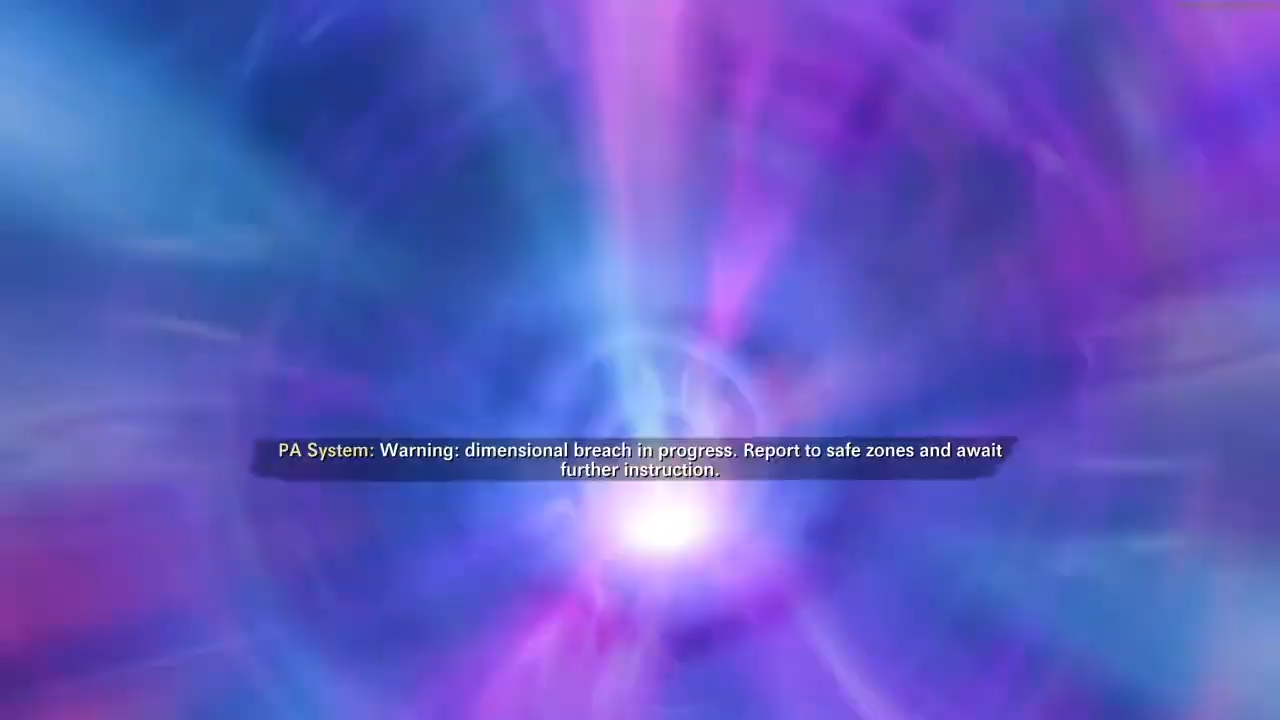 PA System: Warning: dimensional breach in progress. Report to safe zones and await
further instruction.